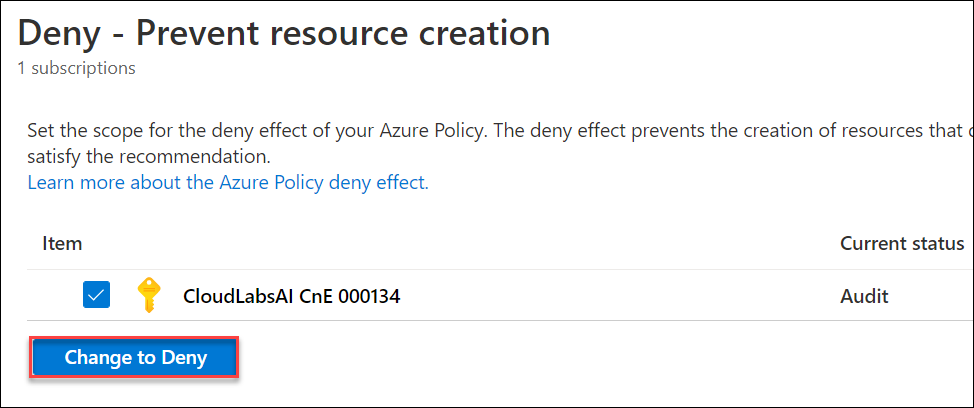 Deny - Prevent resource creation
1 subscriptions
Set the scope for the deny effect of your Azure Policy. The deny effect prevents the creation of resources that
satisfy the recommendation.
Learn more about the Azure Policy deny effect.
Item Current status
CloudLabsAI CnE 000134 Audit
Change to Deny